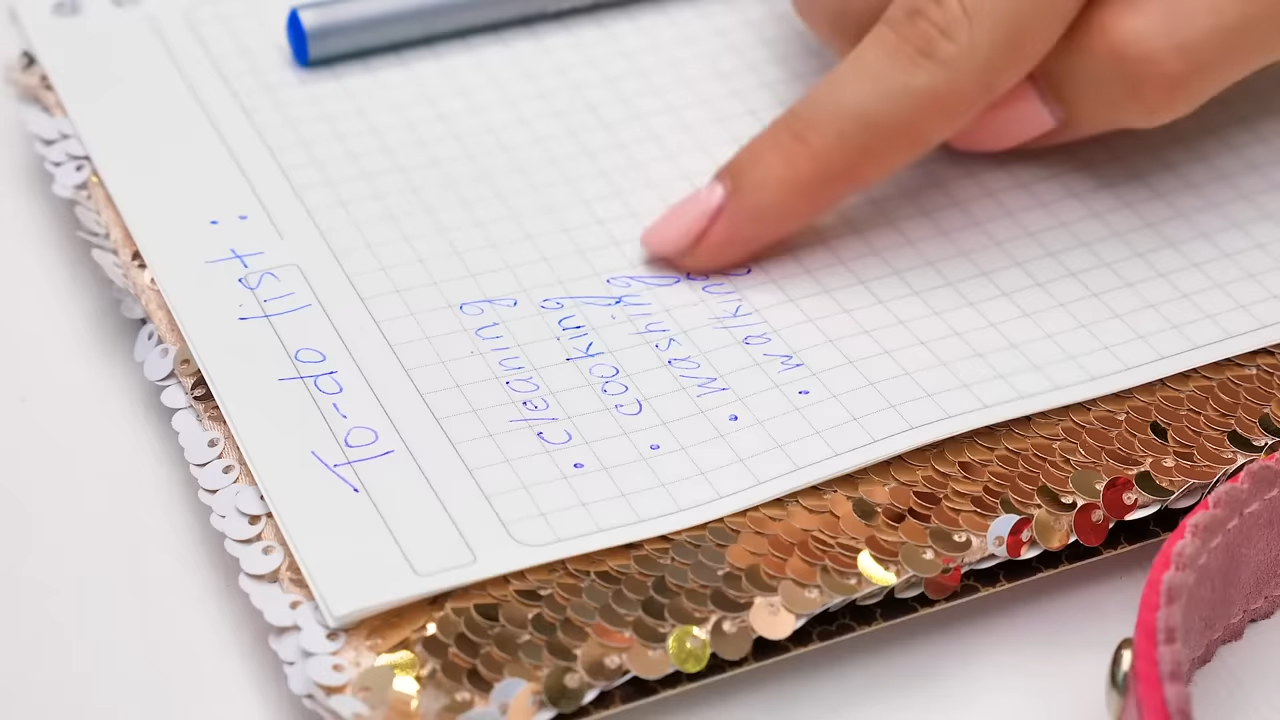 To-do list:
• cleaning
• cooking
• washing
• walking